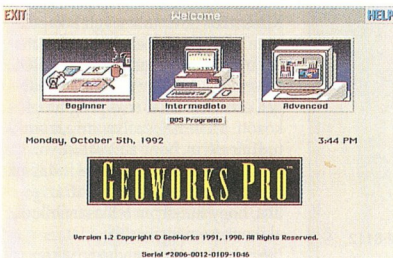 EXIT Welcome HELP
Beginner Intermediate Advanced
DOS Programs
Monday, October 5th, 1992 3:44 PM
GEOWORKS PRO™
Version 1.2 Copyright © GeoWorks 1991, 1990. All Rights Reserved.
Serial #2006-0012-0109-1046